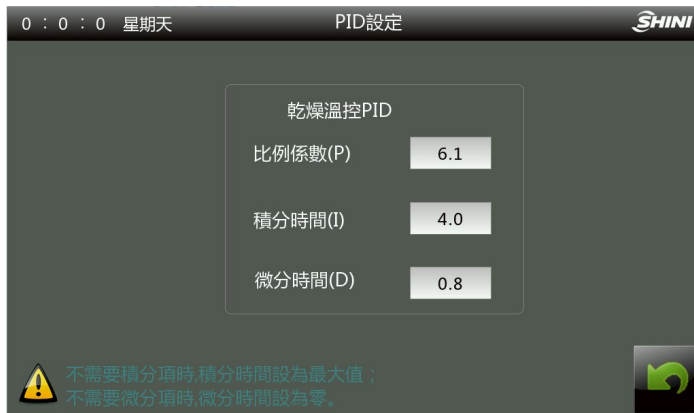 0：0：0 星期天 PID設定 SHINI
乾燥溫控PID
比例係數(P) 6.1
積分時間(I) 4.0
微分時間(D) 0.8
不需要積分項時,積分時間設為最大值；
不需要微分項時,微分時間設為零。